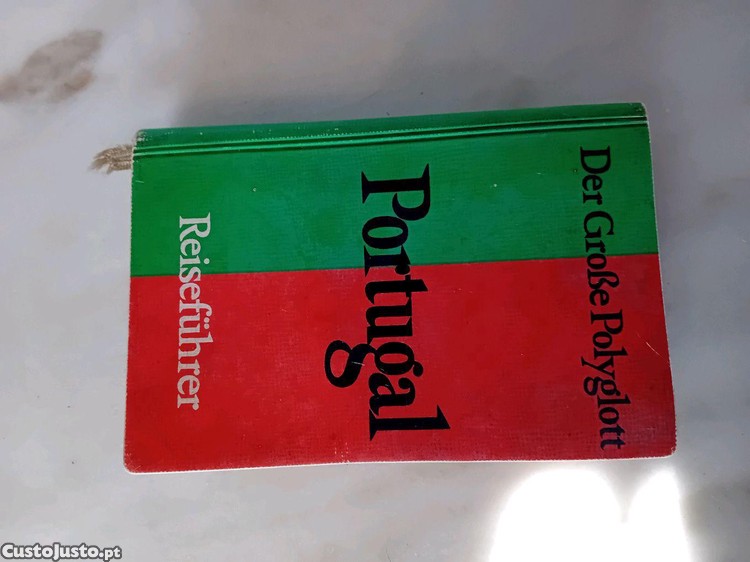 Der Große Polyglott
Portugal
Reiseführer
CustoJusto.pt